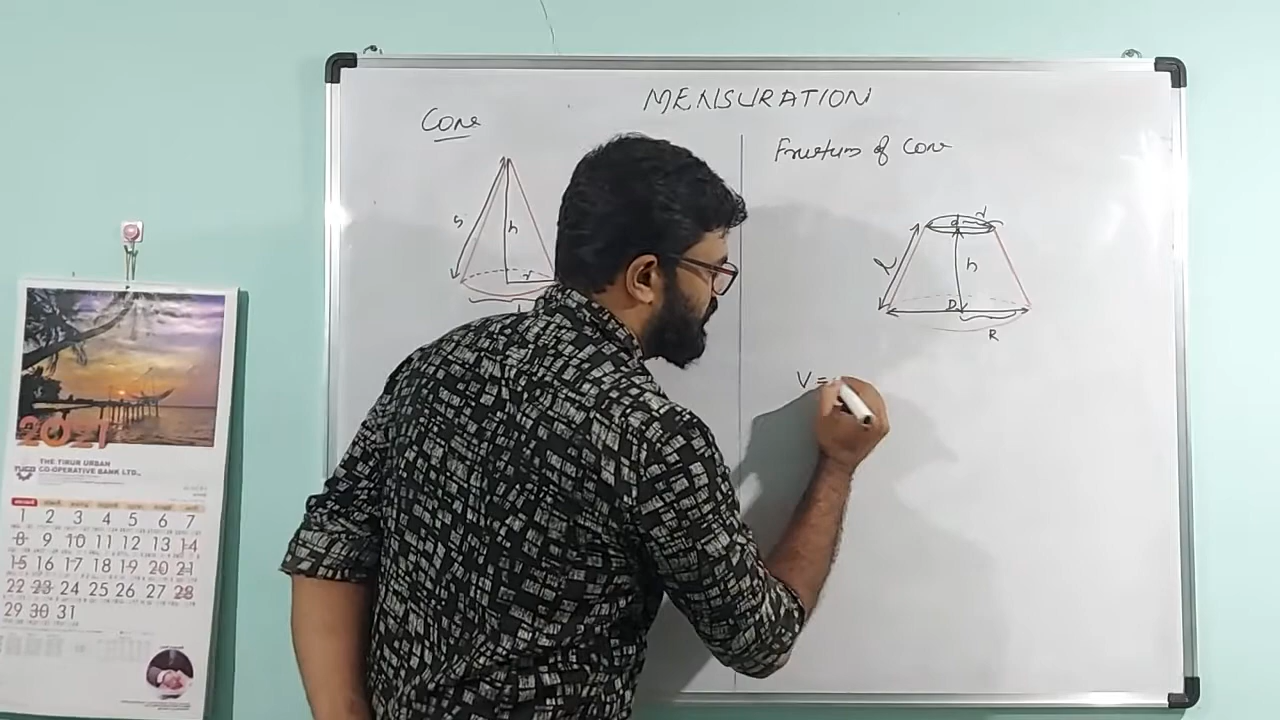 MENSURATION
Cone
Frustum of Cone
h
r
r
d
h
D
R
V =
2021
THE TIRUR URBAN
CO-OPERATIVE BANK LTD.,
1 2 3 4 5 6 7
8 9 10 11 12 13 14
15 16 17 18 19 20 21
22 23 24 25 26 27 28
29 30 31